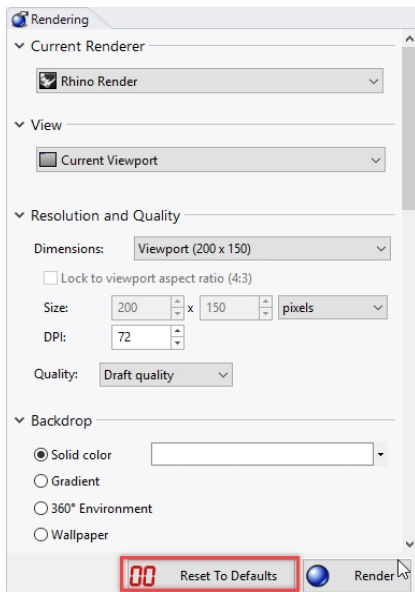 Rendering
Current Renderer
Rhino Render
View
Current Viewport
Resolution and Quality
Dimensions: Viewport (200 x 150)
Lock to viewport aspect ratio (4:3)
Size: 200 x 150 pixels
DPI: 72
Quality: Draft quality
Backdrop
Solid color
Gradient
360° Environment
Wallpaper
00 Reset To Defaults Render